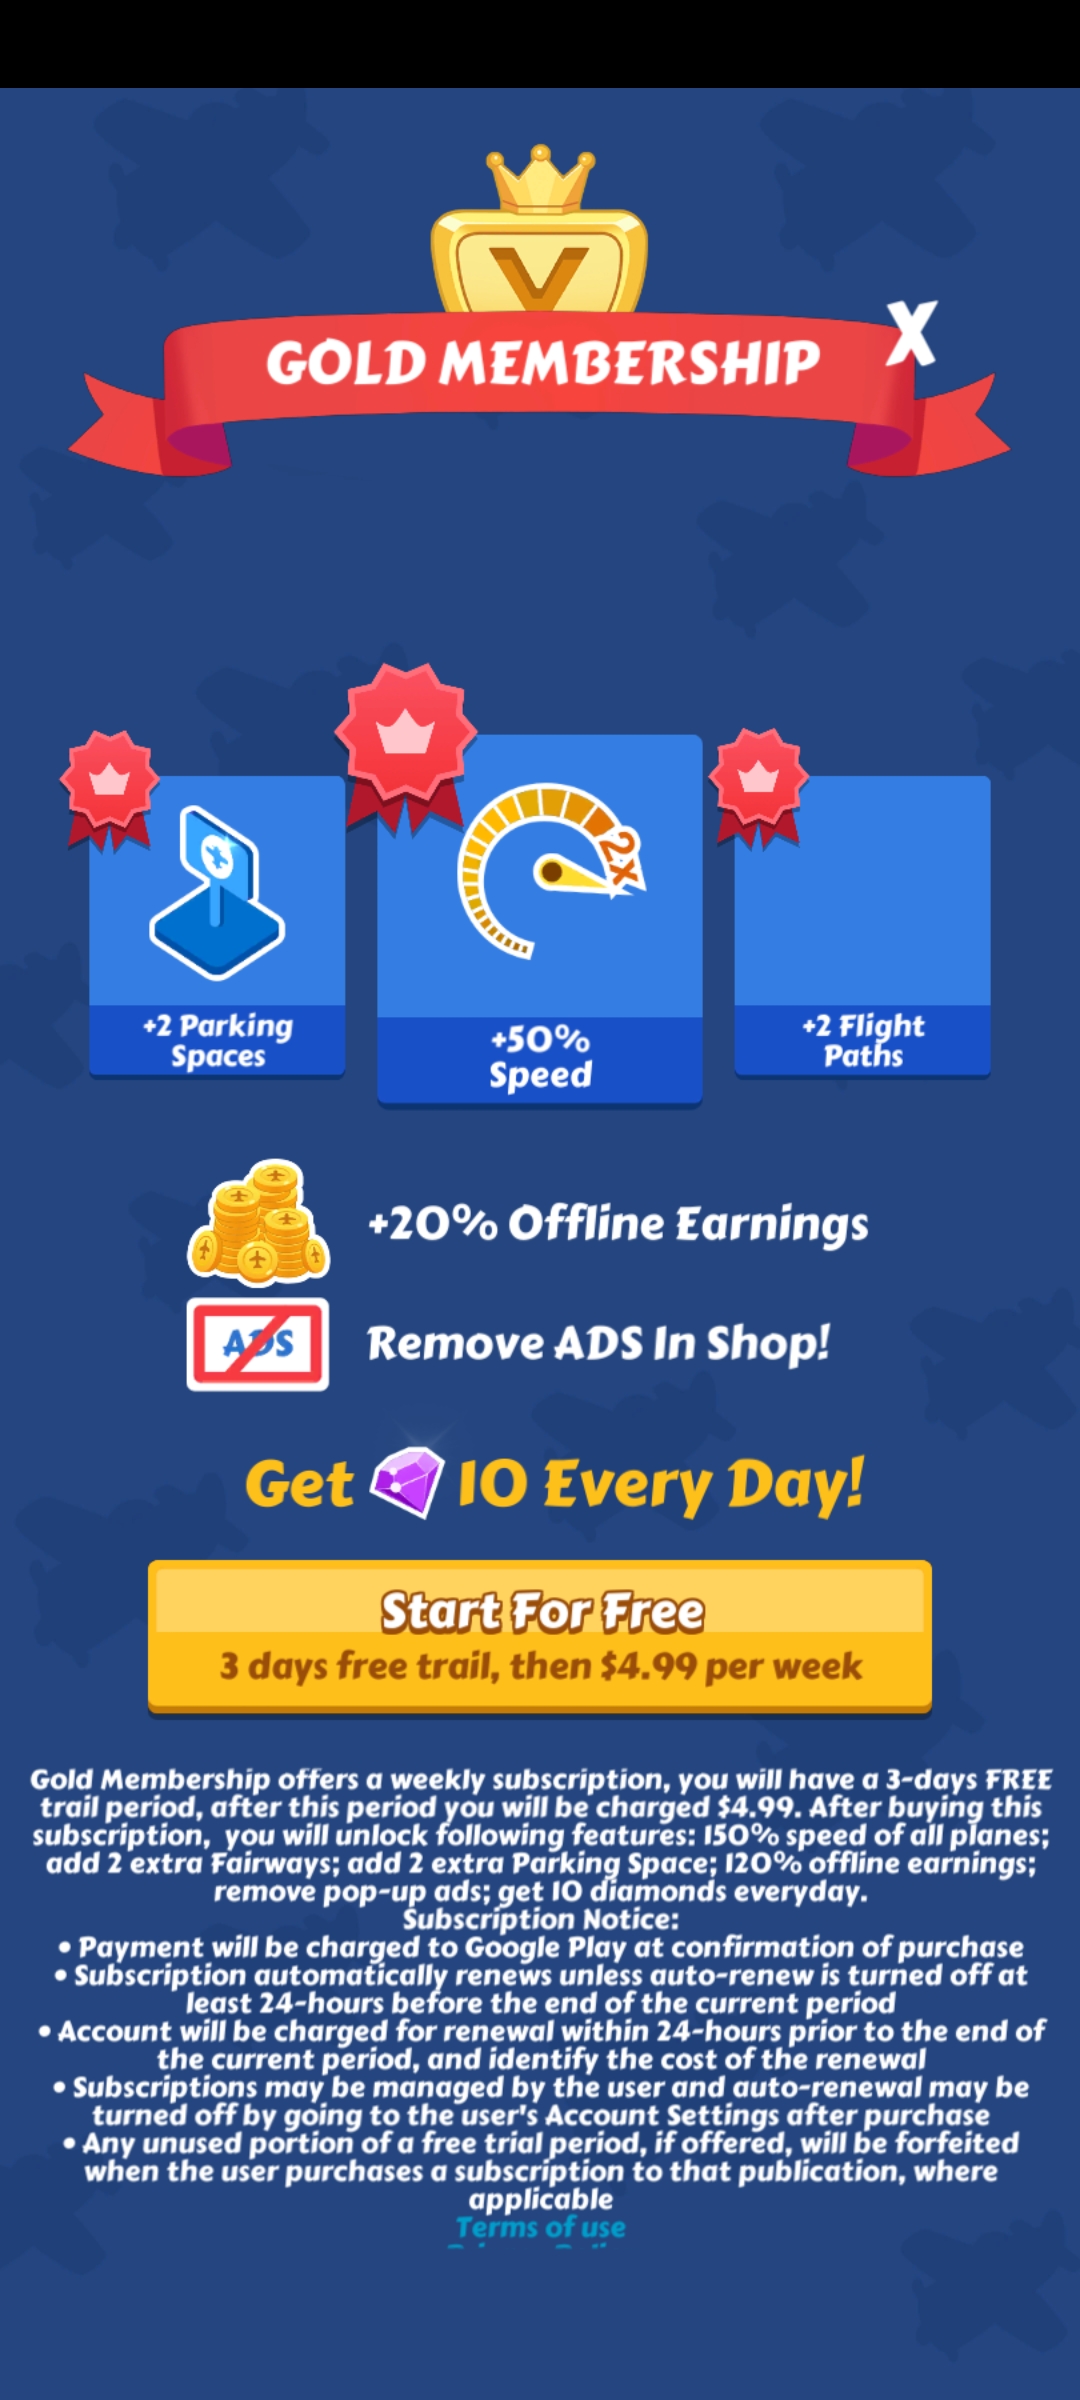 V
GOLD MEMBERSHIP
X
2x
+2 Parking
Spaces
+50%
Speed
+2 Flight
Paths
+20% Offline Earnings
ADS
Remove ADS In Shop!
Get 10 Every Day!
Start For Free
3 days free trail, then $4.99 per week
Gold Membership offers a weekly subscription, you will have a 3-days FREE
trail period, after this period you will be charged $4.99. After buying this
subscription, you will unlock following features: 150% speed of all planes;
add 2 extra Fairways; add 2 extra Parking Space; 120% offline earnings;
remove pop-up ads; get 10 diamonds everyday.
Subscription Notice:
• Payment will be charged to Google Play at confirmation of purchase
• Subscription automatically renews unless auto-renew is turned off at
least 24-hours before the end of the current period
• Account will be charged for renewal within 24-hours prior to the end of
the current period, and identify the cost of the renewal
• Subscriptions may be managed by the user and auto-renewal may be
turned off by going to the user's Account Settings after purchase
• Any unused portion of a free trial period, if offered, will be forfeited
when the user purchases a subscription to that publication, where
applicable
Terms of use